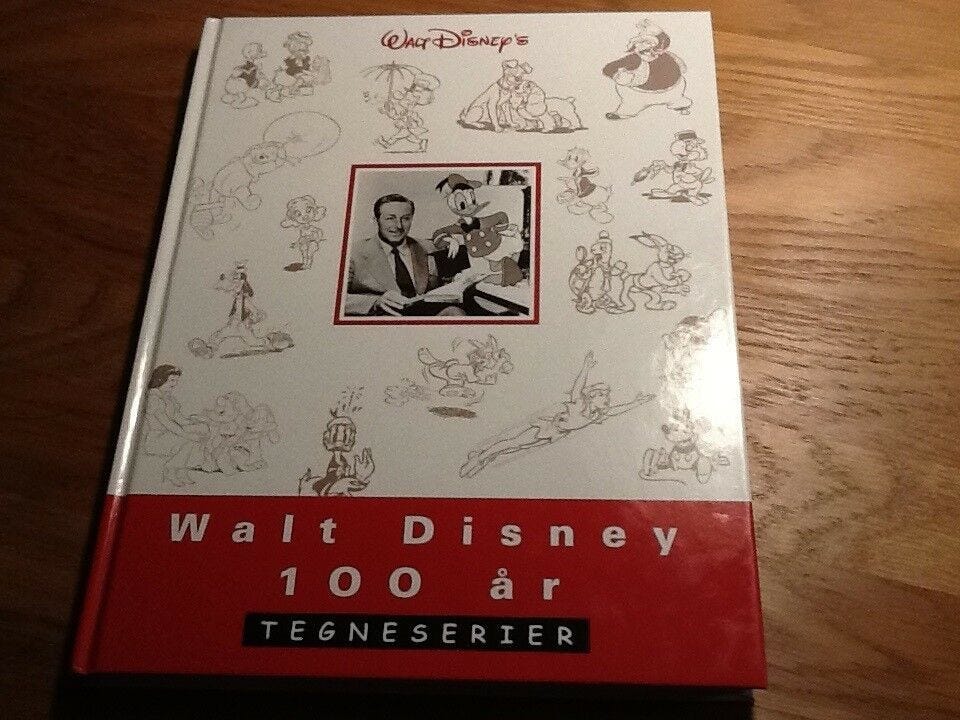 WALT DISNEY'S
Walt Disney
100 år
TEGNESERIER